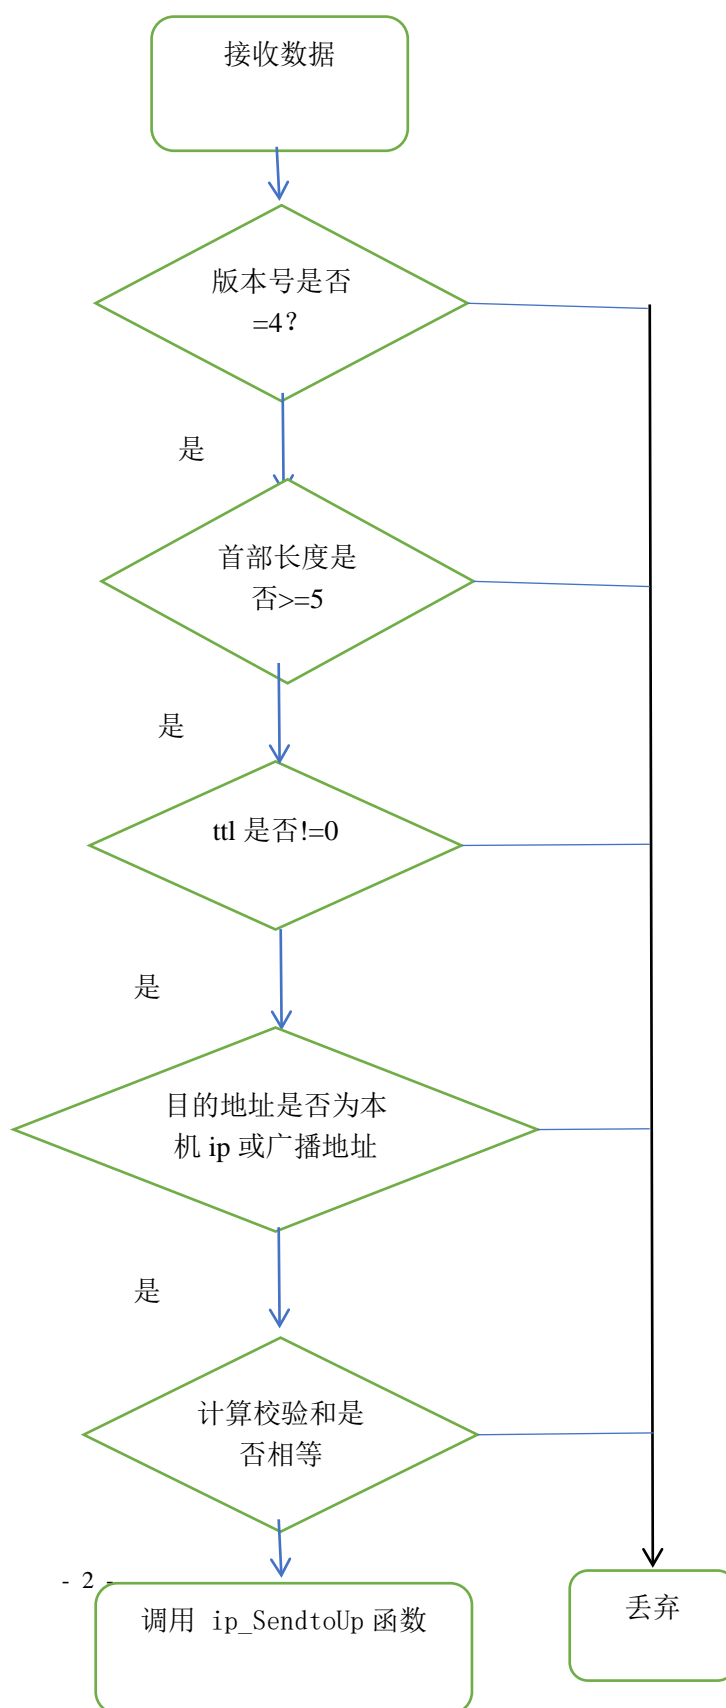 接收数据
版本号是否
=4?
是
首部长度是
否>=5
是
ttl 是否!=0
是
目的地址是否为本
机 ip 或广播地址
是
计算校验和是
否相等
- 2 -
调用 ip_SendtoUp 函数
丢弃